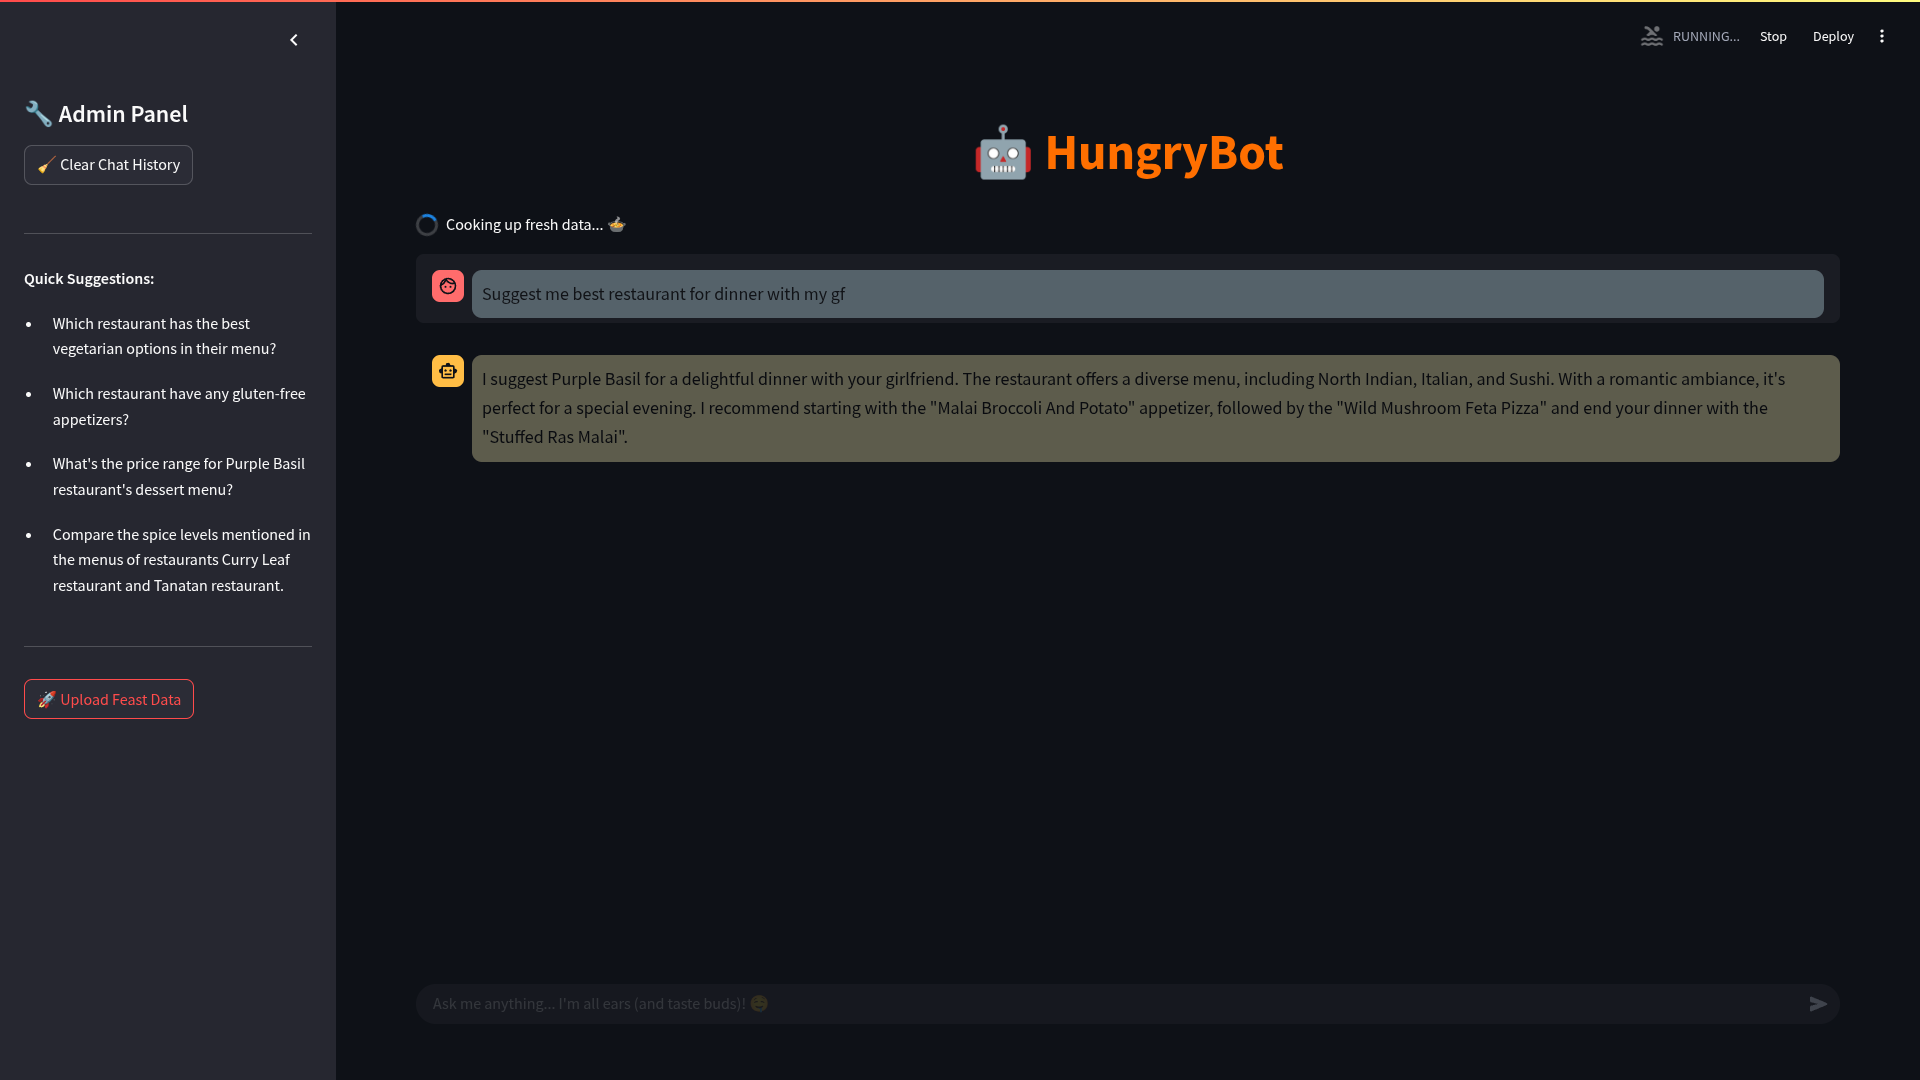 RUNNING...
Stop
Deploy
🔧 Admin Panel
🧹 Clear Chat History
Quick Suggestions:
Which restaurant has the best
vegetarian options in their menu?
Which restaurant have any gluten-free
appetizers?
What's the price range for Purple Basil
restaurant's dessert menu?
Compare the spice levels mentioned in
the menus of restaurants Curry Leaf
restaurant and Tanatan restaurant.
🚀 Upload Feast Data
🤖 HungryBot
Cooking up fresh data... 🍲
Suggest me best restaurant for dinner with my gf
I suggest Purple Basil for a delightful dinner with your girlfriend. The restaurant offers a diverse menu, including North Indian, Italian, and Sushi. With a romantic ambiance, it's
perfect for a special evening. I recommend starting with the "Malai Broccoli And Potato" appetizer, followed by the "Wild Mushroom Feta Pizza" and end your dinner with the
"Stuffed Ras Malai".
Ask me anything... I'm all ears (and taste buds)! 😋